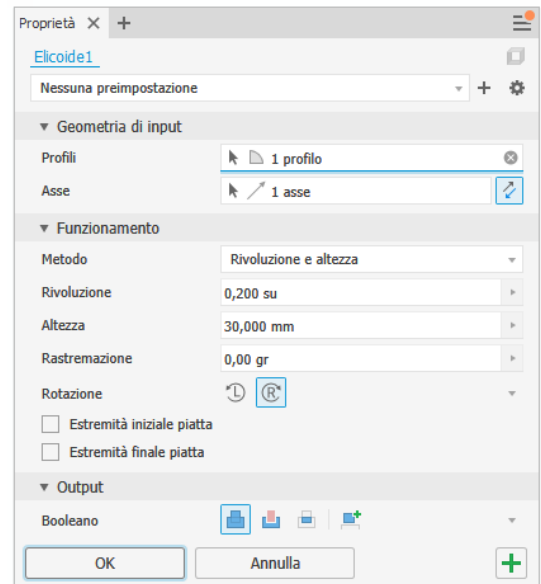 Proprietà
Elicoide1
Nessuna preimpostazione
Geometria di input
Profili 1 profilo
Asse 1 asse
Funzionamento
Metodo Rivoluzione e altezza
Rivoluzione 0,200 su
Altezza 30,000 mm
Rastremazione 0,00 gr
Rotazione L R
Estremità iniziale piatta
Estremità finale piatta
Output
Booleano
OK Annulla